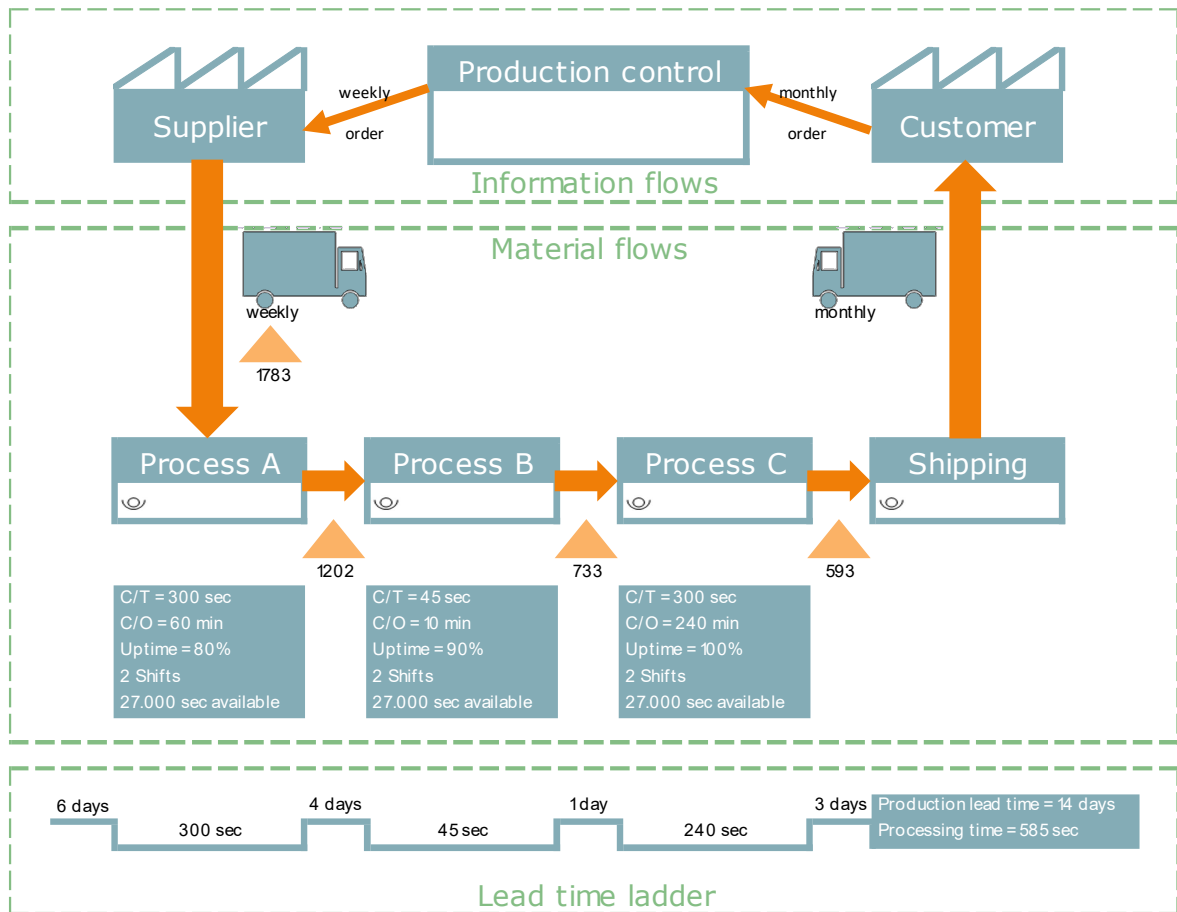 Production control
Supplier
Customer
weekly
order
monthly
order
Information flows
Material flows
weekly
monthly
1783
Process A
Process B
Process C
Shipping
1202
733
593
C/T = 300 sec
C/O = 60 min
Uptime = 80%
2 Shifts
27.000 sec available
C/T = 45 sec
C/O = 10 min
Uptime = 90%
2 Shifts
27.000 sec available
C/T = 300 sec
C/O = 240 min
Uptime = 100%
2 Shifts
27.000 sec available
6 days
300 sec
4 days
45 sec
1 day
240 sec
3 days
Production lead time = 14 days
Processing time = 585 sec
Lead time ladder